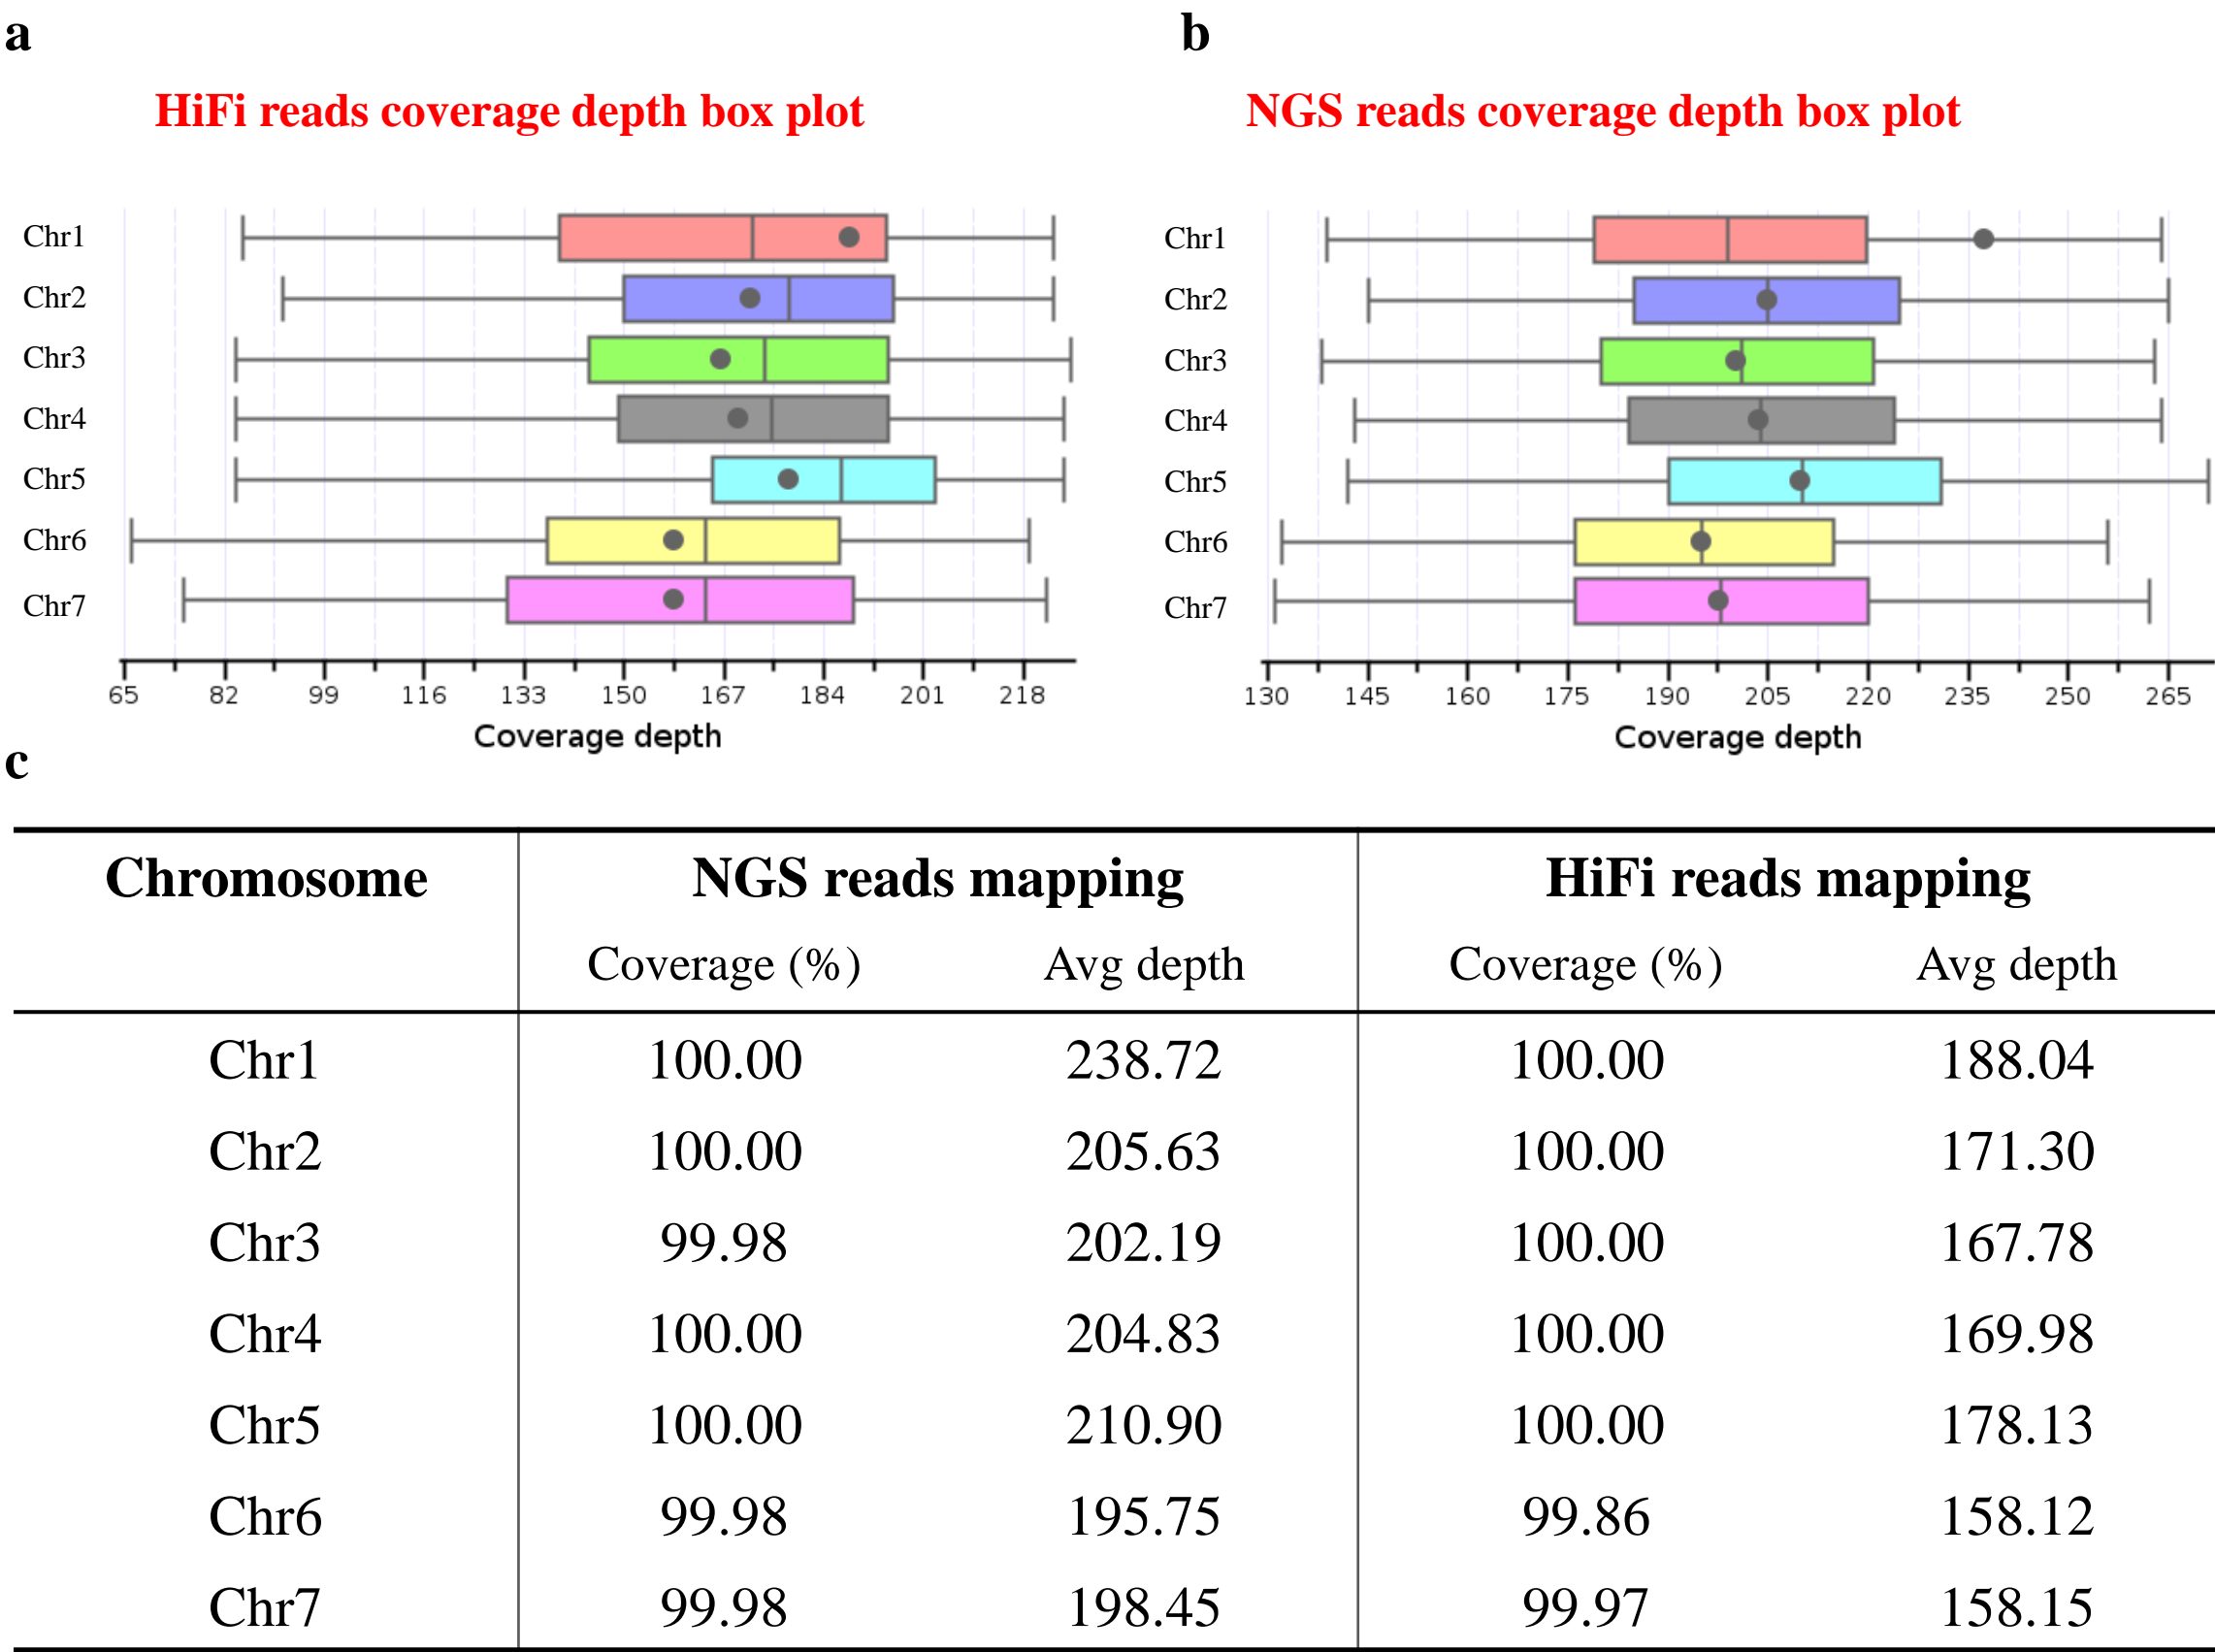 a
HiFi reads coverage depth box plot
Chr1
Chr2
Chr3
Chr4
Chr5
Chr6
Chr7
65 82 99 116 133 150 167 184 201 218
Coverage depth
b
NGS reads coverage depth box plot
Chr1
Chr2
Chr3
Chr4
Chr5
Chr6
Chr7
130 145 160 175 190 205 220 235 250 265
Coverage depth
c
Chromosome NGS reads mapping HiFi reads mapping
Coverage (%) Avg depth Coverage (%) Avg depth
Chr1 100.00 238.72 100.00 188.04
Chr2 100.00 205.63 100.00 171.30
Chr3 99.98 202.19 100.00 167.78
Chr4 100.00 204.83 100.00 169.98
Chr5 100.00 210.90 100.00 178.13
Chr6 99.98 195.75 99.86 158.12
Chr7 99.98 198.45 99.97 158.15